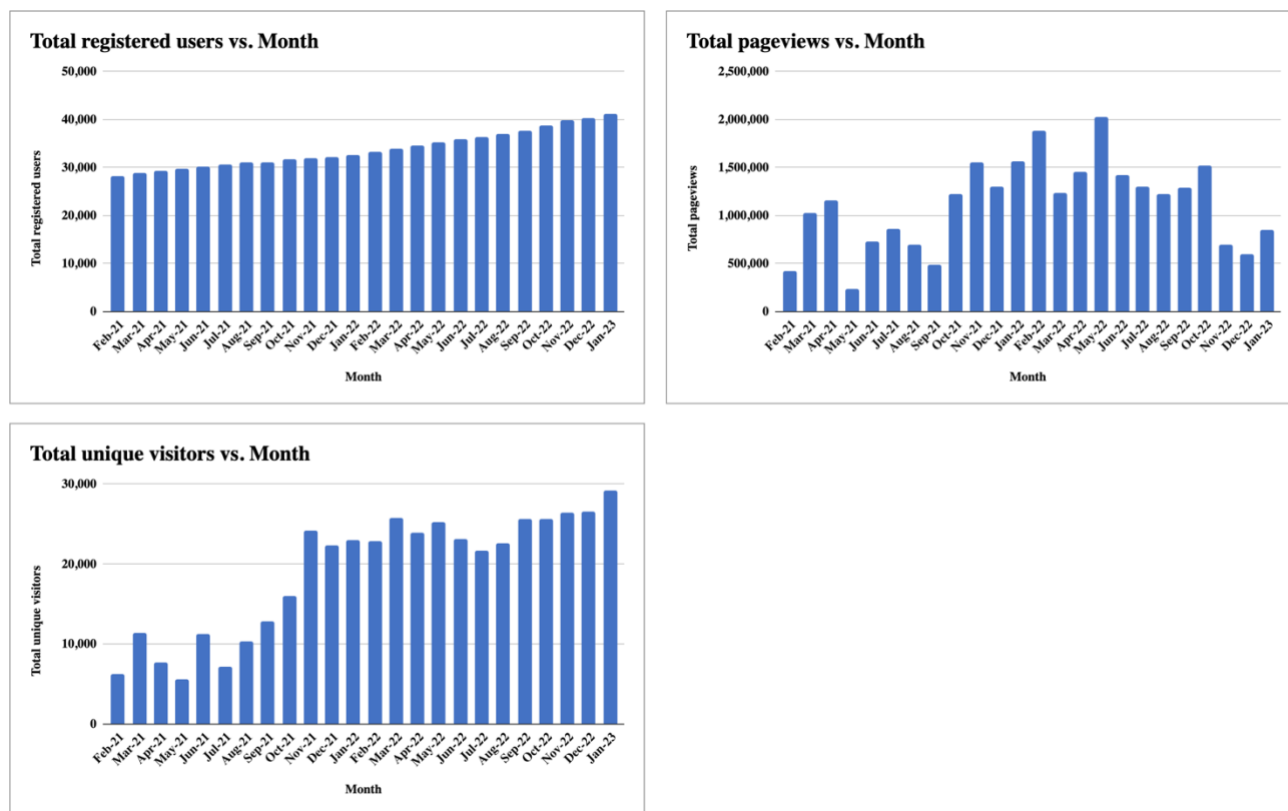 Total registered users vs. Month
50,000
40,000
30,000
20,000
10,000
0
Total registered users
Feb-21
Mar-21
Apr-21
May-21
Jun-21
Jul-21
Aug-21
Sep-21
Oct-21
Nov-21
Dec-21
Jan-22
Feb-22
Mar-22
Apr-22
May-22
Jun-22
Jul-22
Aug-22
Sep-22
Oct-22
Nov-22
Dec-22
Jan-23
Month
Total pageviews vs. Month
2,500,000
2,000,000
1,500,000
1,000,000
500,000
0
Total pageviews
Feb-21
Mar-21
Apr-21
May-21
Jun-21
Jul-21
Aug-21
Sep-21
Oct-21
Nov-21
Dec-21
Jan-22
Feb-22
Mar-22
Apr-22
May-22
Jun-22
Jul-22
Aug-22
Sep-22
Oct-22
Nov-22
Dec-22
Jan-23
Month
Total unique visitors vs. Month
30,000
20,000
10,000
0
Total unique visitors
Feb-21
Mar-21
Apr-21
May-21
Jun-21
Jul-21
Aug-21
Sep-21
Oct-21
Nov-21
Dec-21
Jan-22
Feb-22
Mar-22
Apr-22
May-22
Jun-22
Jul-22
Aug-22
Sep-22
Oct-22
Nov-22
Dec-22
Jan-23
Month